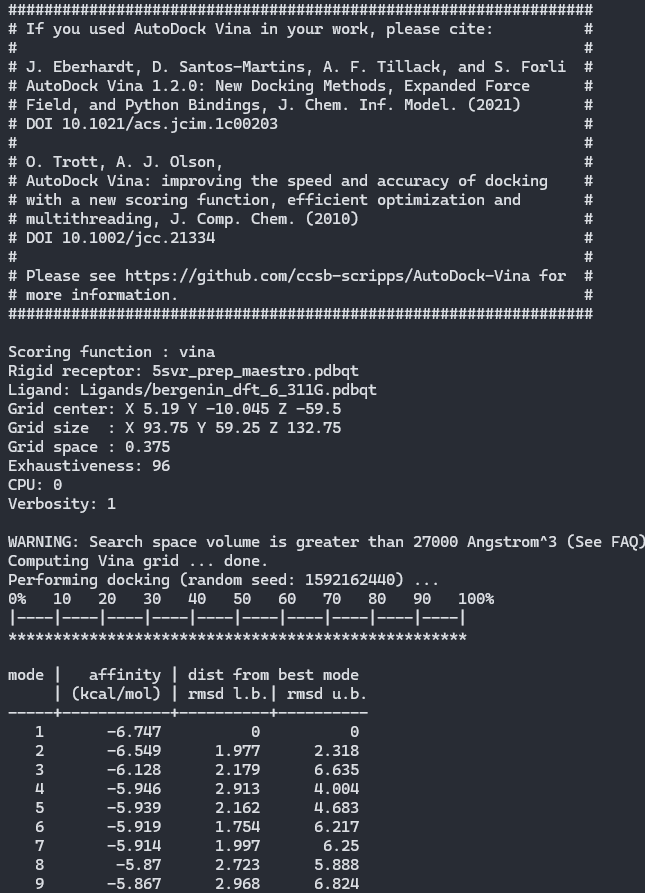 #################################################################
# If you used AutoDock Vina in your work, please cite:          #
#                                                               #
# J. Eberhardt, D. Santos-Martins, A. F. Tillack, and S. Forli  #
# AutoDock Vina 1.2.0: New Docking Methods, Expanded Force      #
# Field, and Python Bindings, J. Chem. Inf. Model. (2021)       #
# DOI 10.1021/acs.jcim.1c00203                                  #
#                                                               #
# O. Trott, A. J. Olson,                                        #
# AutoDock Vina: improving the speed and accuracy of docking    #
# with a new scoring function, efficient optimization and       #
# multithreading, J. Comp. Chem. (2010)                         #
# DOI 10.1002/jcc.21334                                         #
#                                                               #
# Please see https://github.com/ccsb-scripps/AutoDock-Vina for  #
# more information.                                             #
#################################################################
Scoring function : vina
Rigid receptor: 5svr_prep_maestro.pdbqt
Ligand: Ligands/bergenin_dft_6_311G.pdbqt
Grid center: X 5.19 Y -10.045 Z -59.5
Grid size  : X 93.75 Y 59.25 Z 132.75
Grid space : 0.375
Exhaustiveness: 96
CPU: 0
Verbosity: 1
WARNING: Search space volume is greater than 27000 Angstrom^3 (See FAQ)
Computing Vina grid ... done.
Performing docking (random seed: 1592162440) ...
0%   10   20   30   40   50   60   70   80   90   100%
|----|----|----|----|----|----|----|----|----|----|
***************************************************
mode |   affinity | dist from best mode
     | (kcal/mol) | rmsd l.b.| rmsd u.b.
-----+------------+----------+----------
   1       -6.747          0          0
   2       -6.549      1.977      2.318
   3       -6.128      2.179      6.635
   4       -5.946      2.913      4.004
   5       -5.939      2.162      4.683
   6       -5.919      1.754      6.217
   7       -5.914      1.997       6.25
   8        -5.87      2.723      5.888
   9       -5.867      2.968      6.824